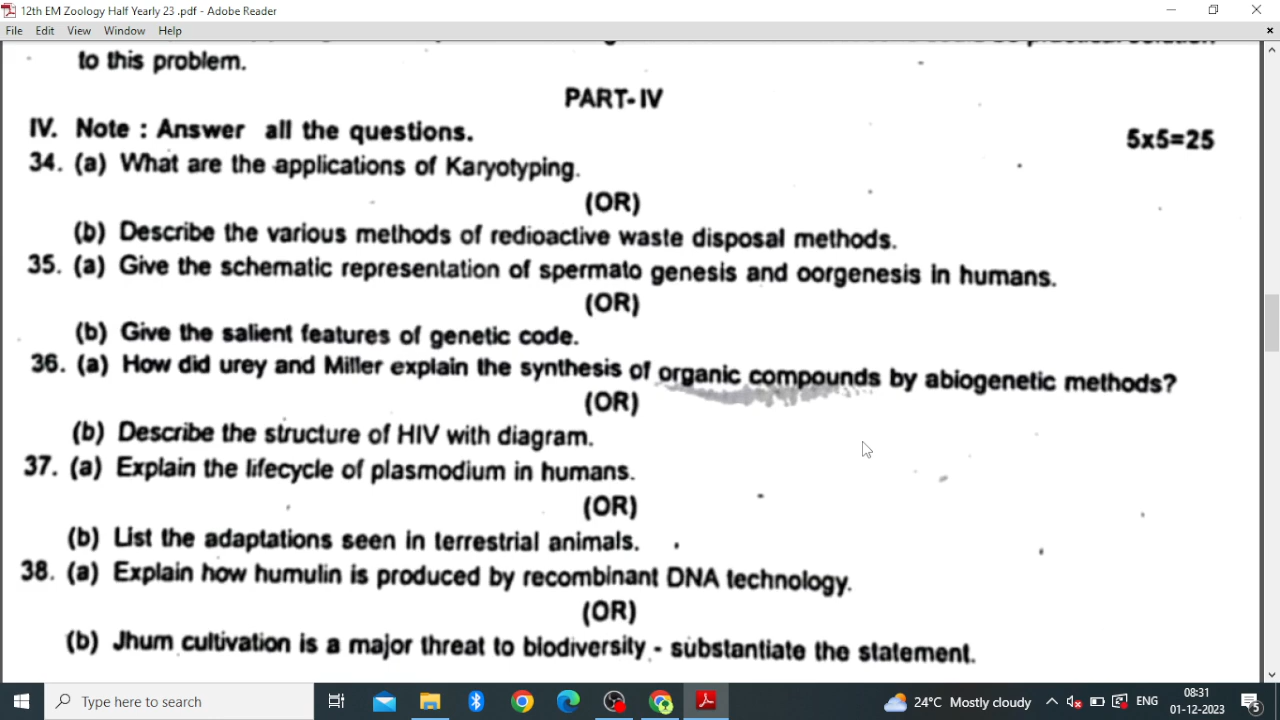 12th EM Zoology Half Yearly 23 .pdf - Adobe Reader
File Edit View Window Help
to this problem.
PART- IV
IV. Note : Answer all the questions. 5x5=25
34. (a) What are the applications of Karyotyping.
(OR)
(b) Describe the various methods of redioactive waste disposal methods.
35. (a) Give the schematic representation of spermato genesis and oorgenesis in humans.
(OR)
(b) Give the salient features of genetic code.
36. (a) How did urey and Miller explain the synthesis of organic compounds by abiogenetic methods?
(OR)
(b) Describe the structure of HIV with diagram.
37. (a) Explain the lifecycle of plasmodium in humans.
(OR)
(b) List the adaptations seen in terrestrial animals.
38. (a) Explain how humulin is produced by recombinant DNA technology.
(OR)
(b) Jhum cultivation is a major threat to biodiversity - substantiate the statement.
Type here to search
24°C Mostly cloudy
ENG
08:31
01-12-2023
5